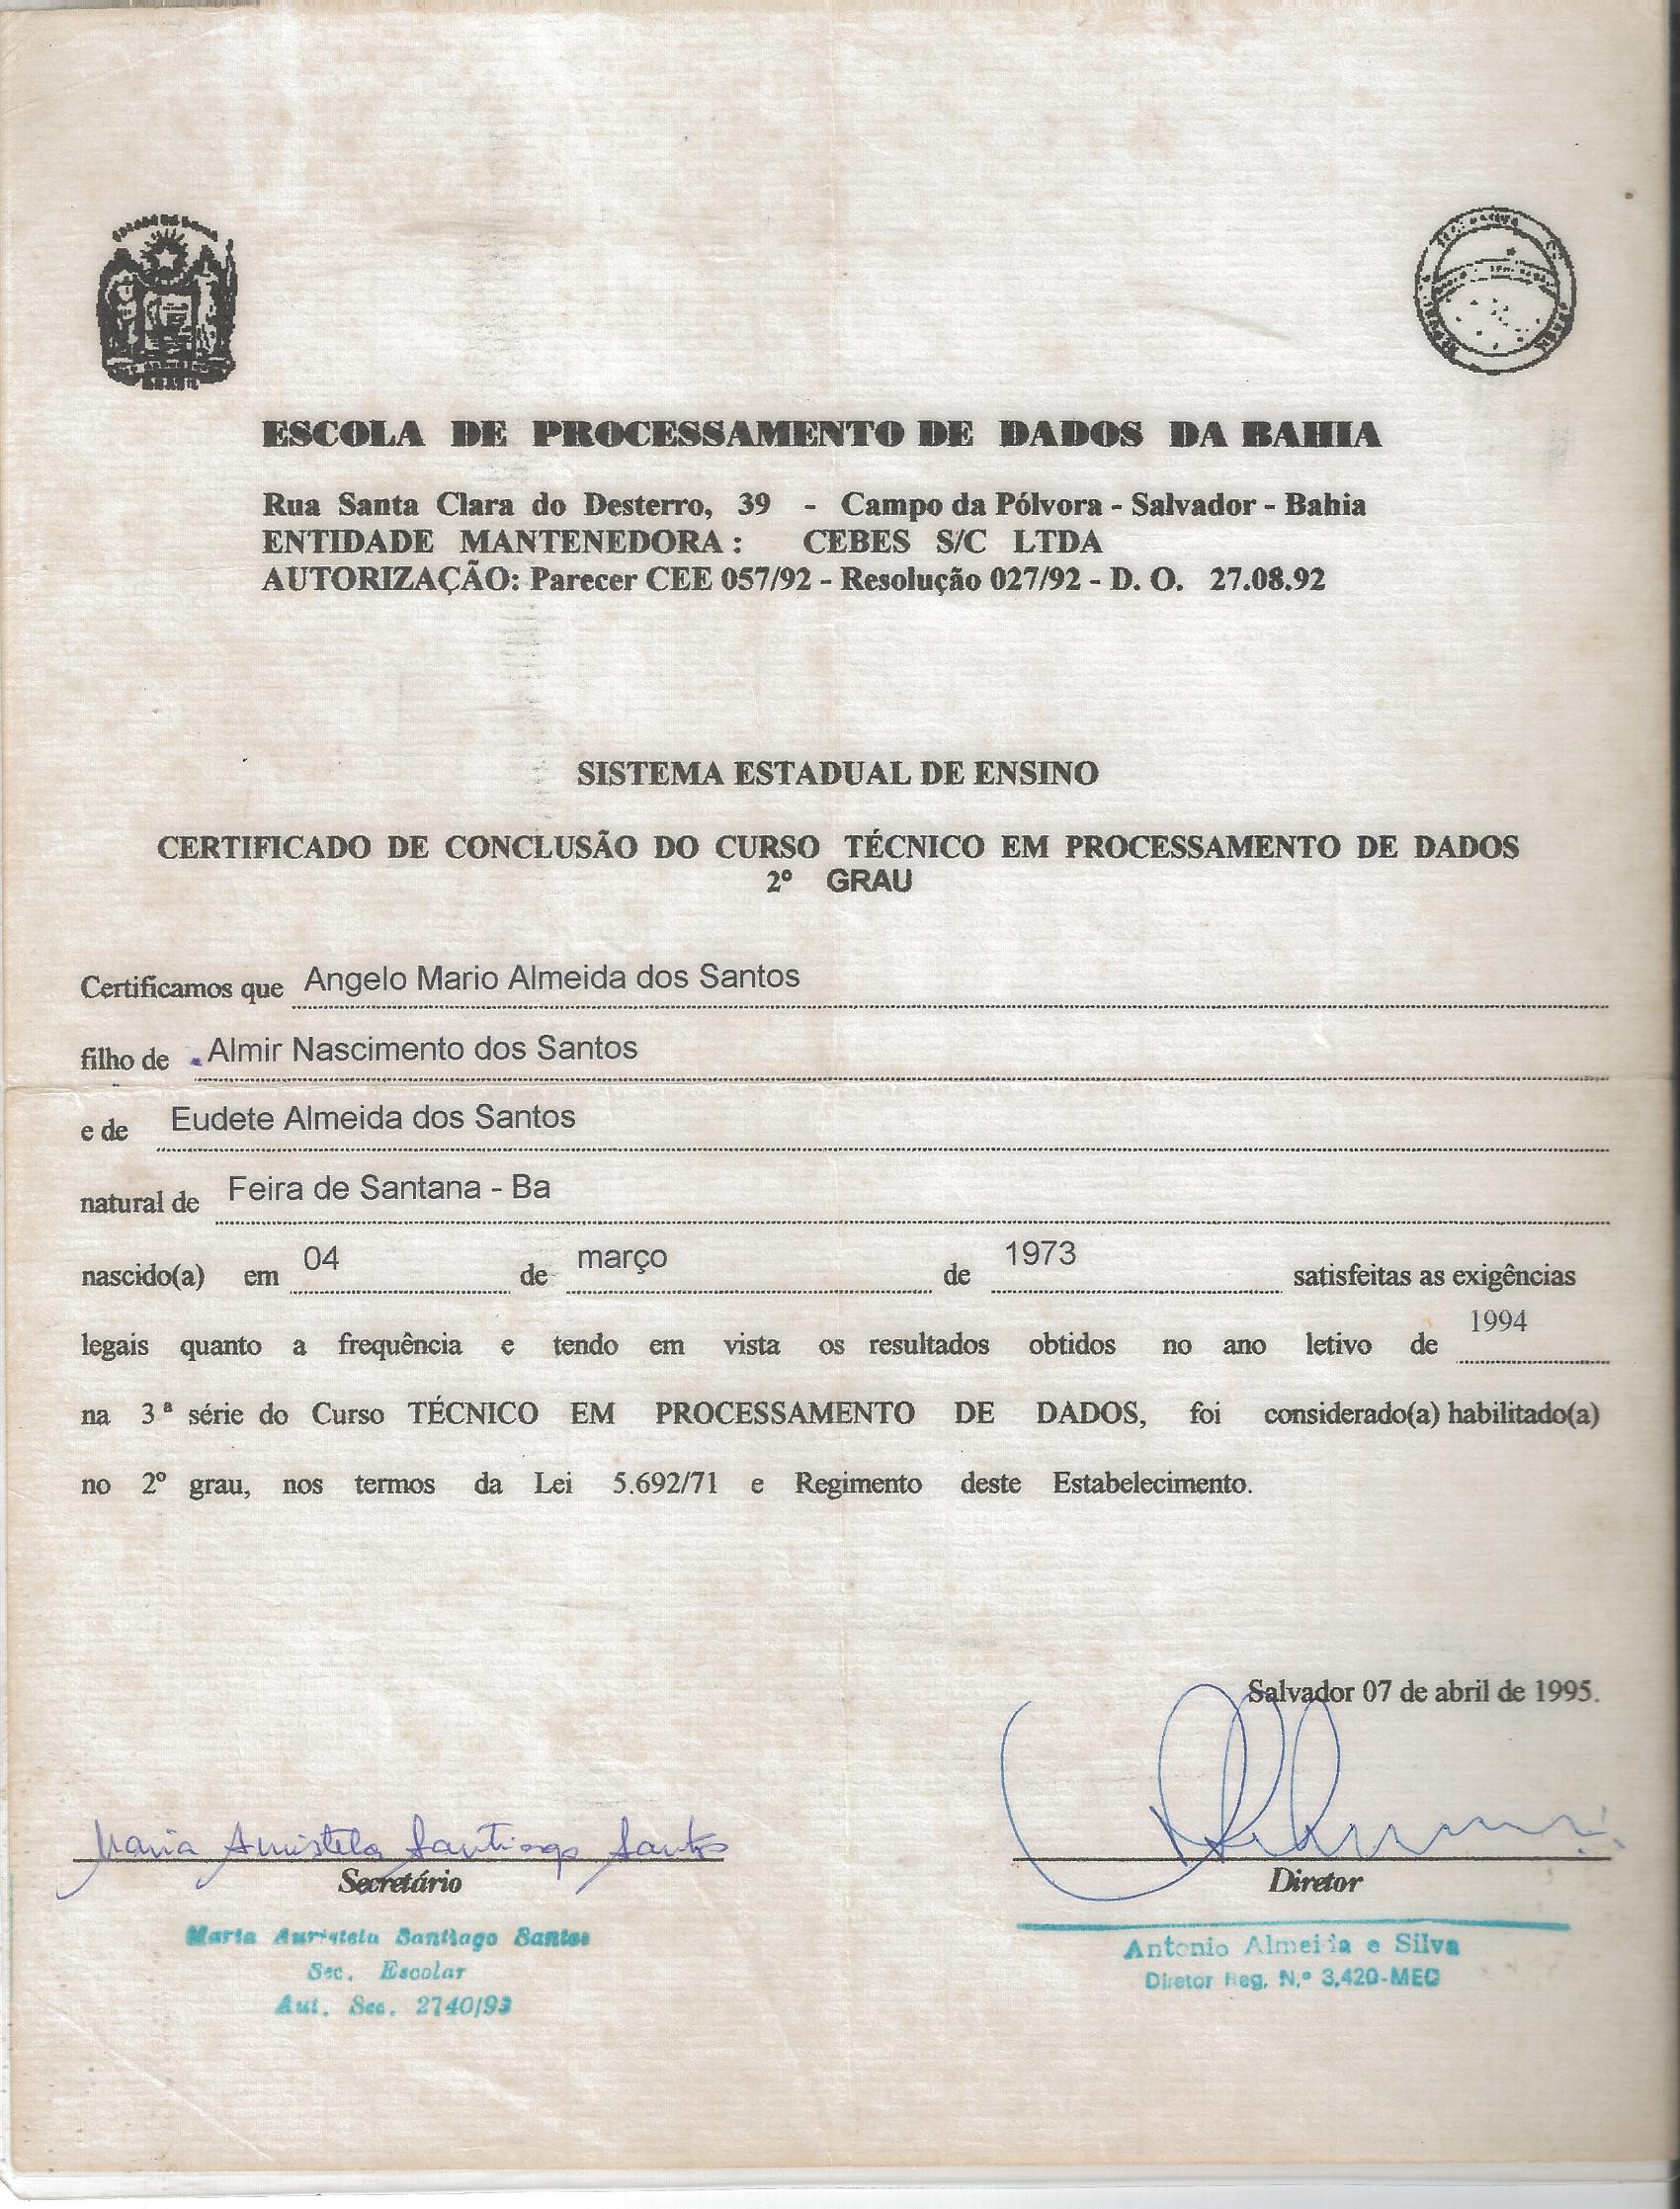 ESCOLA DE PROCESSAMENTO DE DADOS DA BAHIA
Rua Santa Clara do Desterro, 39 - Campo da Pólvora - Salvador - Bahia
ENTIDADE MANTENEDORA : CEBES S/C LTDA
AUTORIZAÇÃO: Parecer CEE 057/92 - Resolução 027/92 - D. O. 27.08.92
SISTEMA ESTADUAL DE ENSINO
CERTIFICADO DE CONCLUSÃO DO CURSO TÉCNICO EM PROCESSAMENTO DE DADOS
2º GRAU
Certificamos que Angelo Mario Almeida dos Santos
filho de Almir Nascimento dos Santos
e de Eudete Almeida dos Santos
natural de Feira de Santana - Ba
nascido(a) em 04 de março de 1973 satisfeitas as exigências
legais quanto a frequência e tendo em vista os resultados obtidos no ano letivo de 1994
na 3ª série do Curso TÉCNICO EM PROCESSAMENTO DE DADOS, foi considerado(a) habilitado(a)
no 2º grau, nos termos da Lei 5.692/71 e Regimento deste Estabelecimento.
Salvador 07 de abril de 1995.
Maria Auristela Santiago Santos
Secretário
Diretor
Maria Auristela Santiago Santos
Sec. Escolar
Aut. Sec. 2740/93
Antonio Almeida e Silva
Diretor Reg. N.º 3.420-MEC